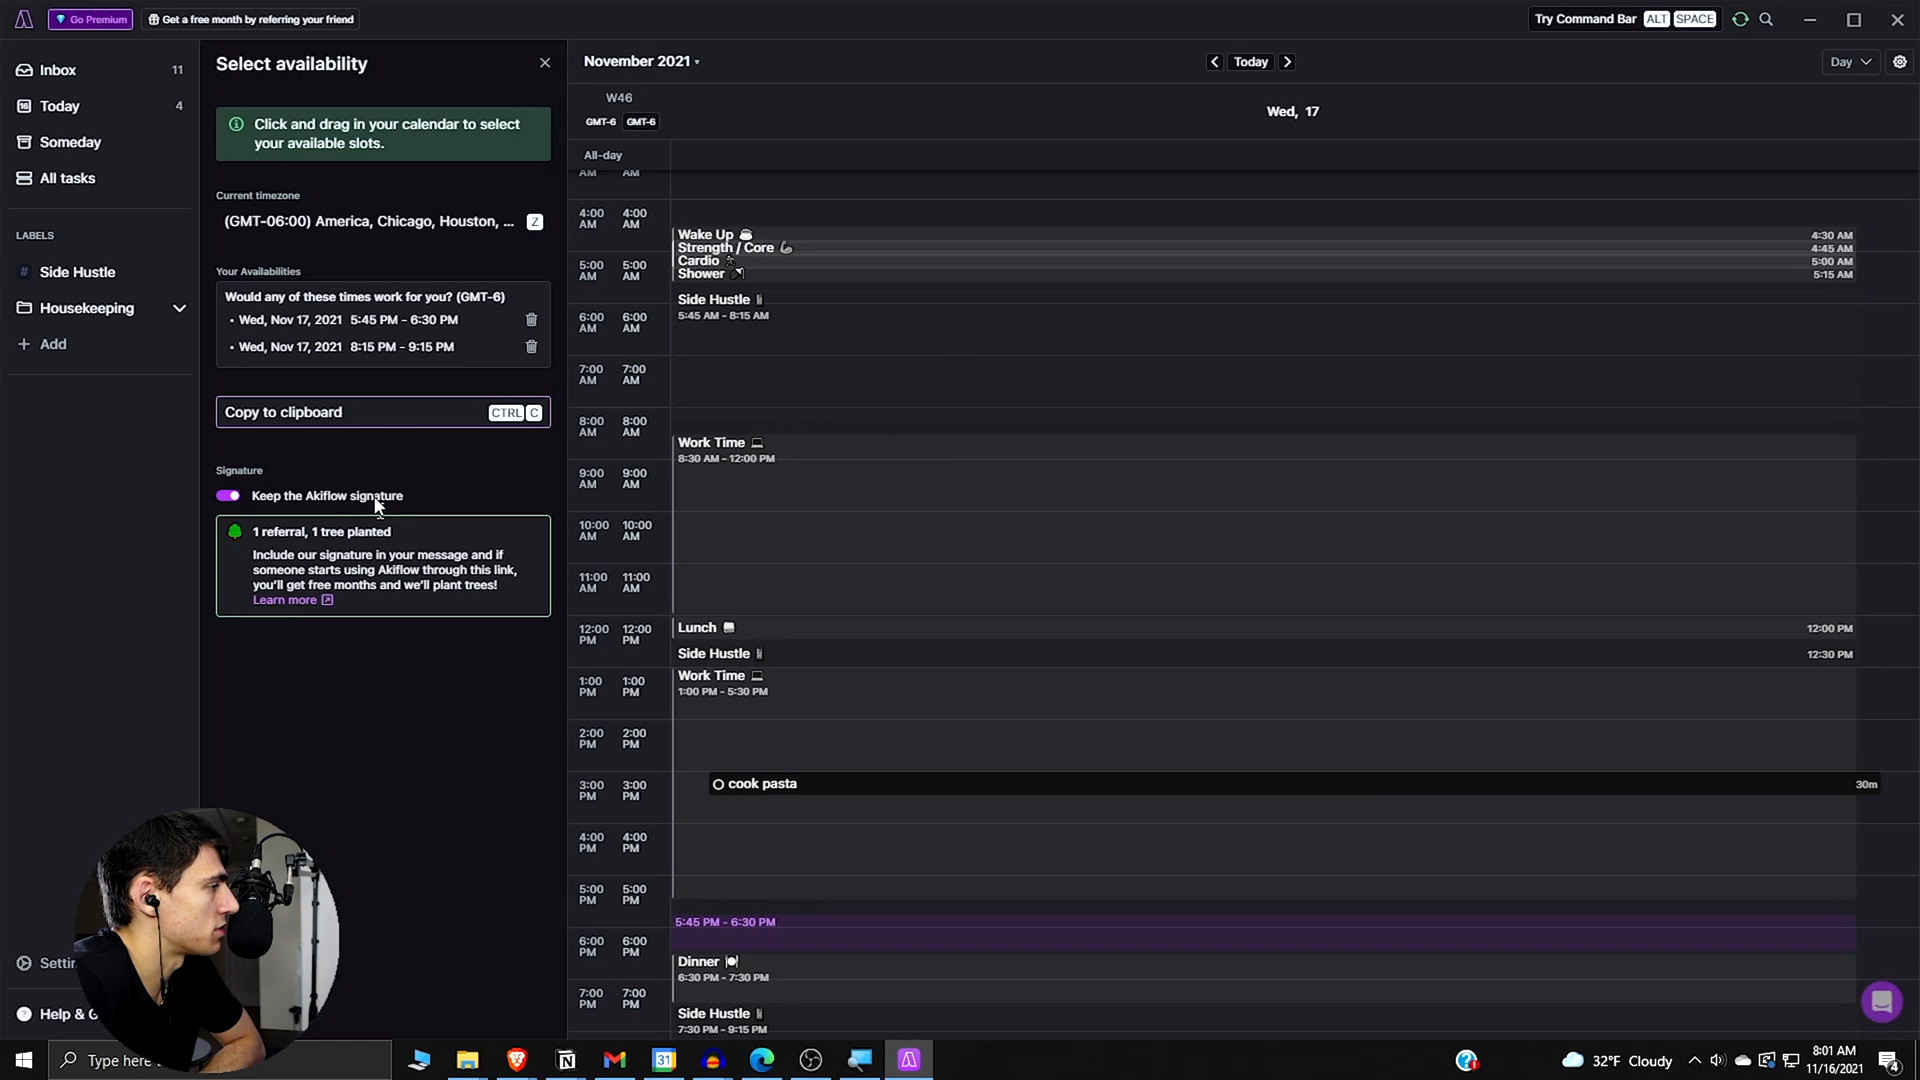 Go Premium
Get a free month by referring your friend
Try Command Bar ALT SPACE
Inbox 11
Today 4
Someday
All tasks
LABELS
# Side Hustle
Housekeeping
+ Add
Help &
Select availability
Click and drag in your calendar to select
your available slots.
Current timezone
(GMT-06:00) America, Chicago, Houston, ... Z
Your Availabilities
Would any of these times work for you? (GMT-6)
• Wed, Nov 17, 2021 5:45 PM - 6:30 PM
• Wed, Nov 17, 2021 8:15 PM - 9:15 PM
Copy to clipboard CTRL C
Signature
Keep the Akiflow signature
1 referral, 1 tree planted
Include our signature in your message and if
someone starts using Akiflow through this link,
you'll get free months and we'll plant trees!
Learn more
November 2021
Today
Day
W46
Wed, 17
GMT-6 GMT-6
All-day
AM AM
4:00 AM 4:00 AM
Wake Up 4:30 AM
Strength / Core 4:45 AM
Cardio 5:00 AM
5:00 AM 5:00 AM
Shower 5:15 AM
Side Hustle
5:45 AM - 8:15 AM
6:00 AM 6:00 AM
7:00 AM 7:00 AM
8:00 AM 8:00 AM
Work Time
8:30 AM - 12:00 PM
9:00 AM 9:00 AM
10:00 AM 10:00 AM
11:00 AM 11:00 AM
12:00 PM 12:00 PM
Lunch 12:00 PM
Side Hustle 12:30 PM
Work Time
1:00 PM - 5:30 PM
1:00 PM 1:00 PM
2:00 PM 2:00 PM
3:00 PM 3:00 PM
cook pasta 30m
4:00 PM 4:00 PM
5:00 PM 5:00 PM
5:45 PM - 6:30 PM
6:00 PM 6:00 PM
Dinner
6:30 PM - 7:30 PM
7:00 PM 7:00 PM
Side Hustle
7:30 PM - 9:15 PM
Type here
31
32°F Cloudy
8:01 AM
11/16/2021
4